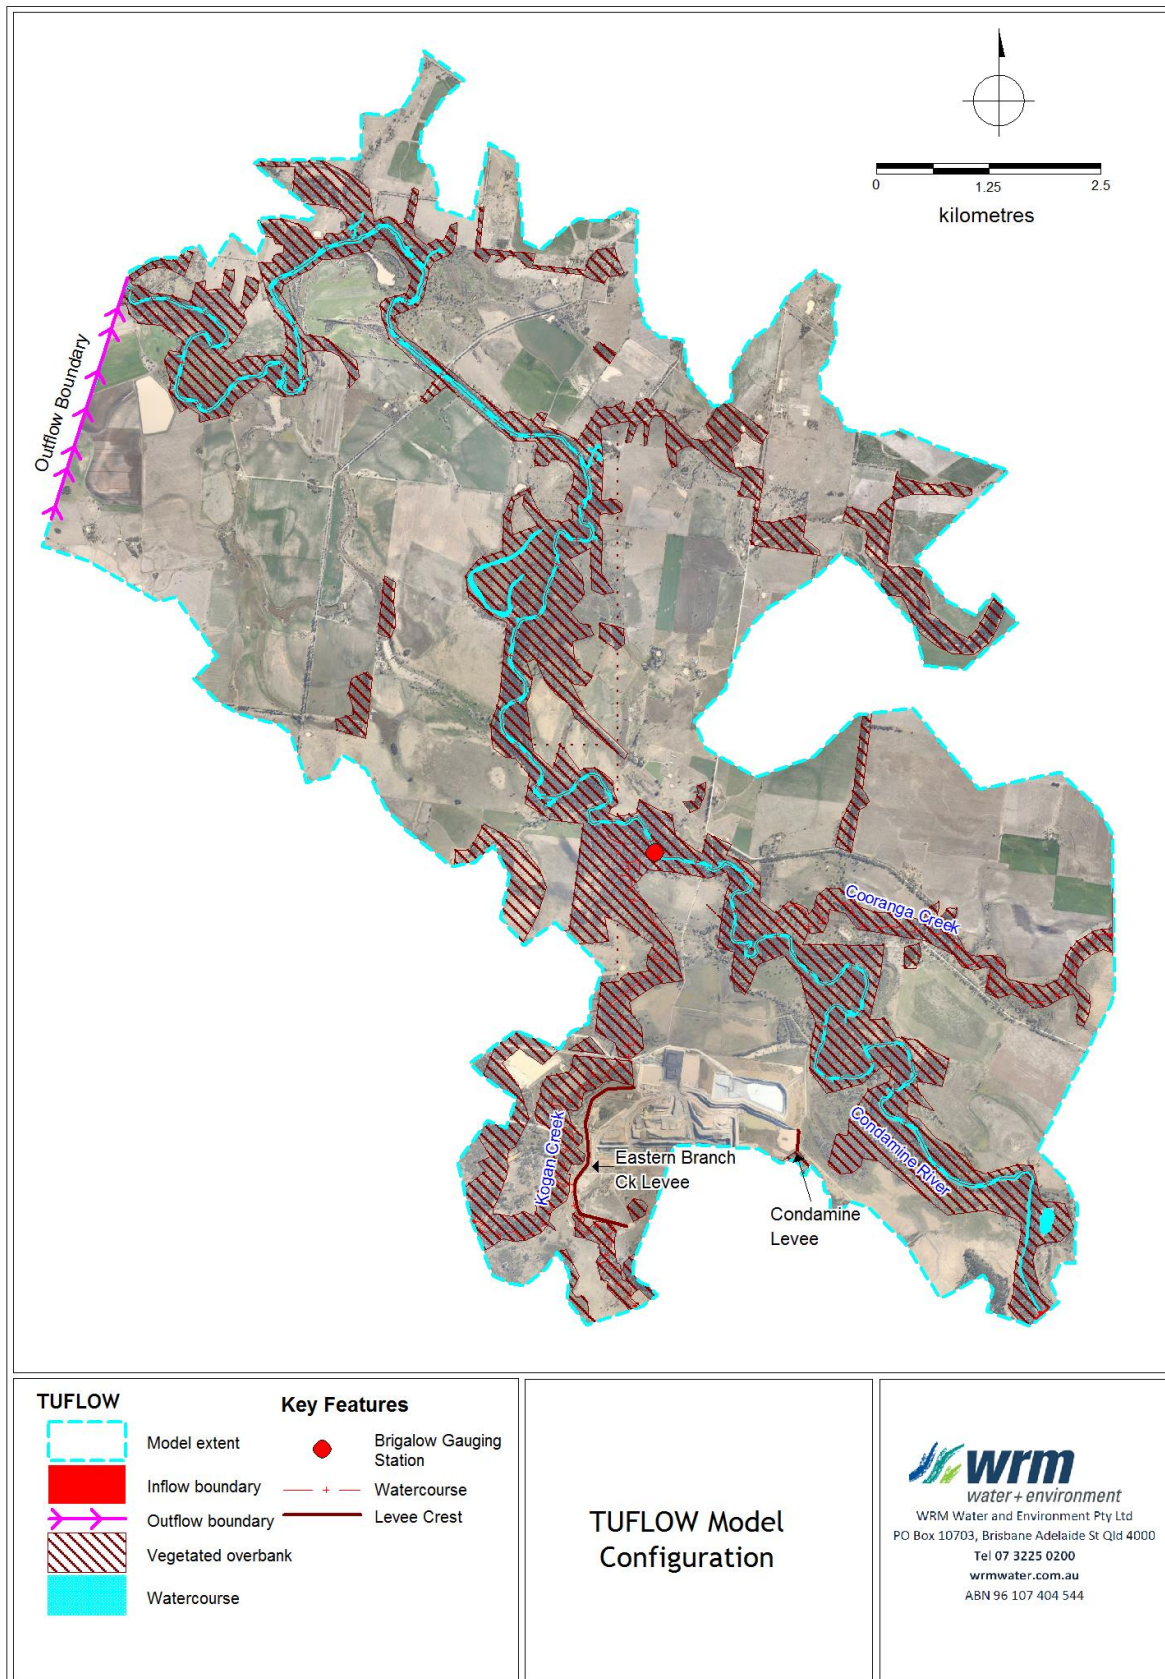 0
1.25
2.5
kilometres
Outflow Boundary
Cooranga Creek
Condamine River
Kogan Creek
Eastern Branch
Ck Levee
Condamine
Levee
TUFLOW
Model extent
Inflow boundary
Outflow boundary
Vegetated overbank
Watercourse
Key Features
Brigalow Gauging
Station
Watercourse
Levee Crest
TUFLOW Model
Configuration
wrm
water + environment
WRM Water and Environment Pty Ltd
PO Box 10703, Brisbane Adelaide St Qld 4000
Tel 07 3225 0200
wrmwater.com.au
ABN 96 107 404 544